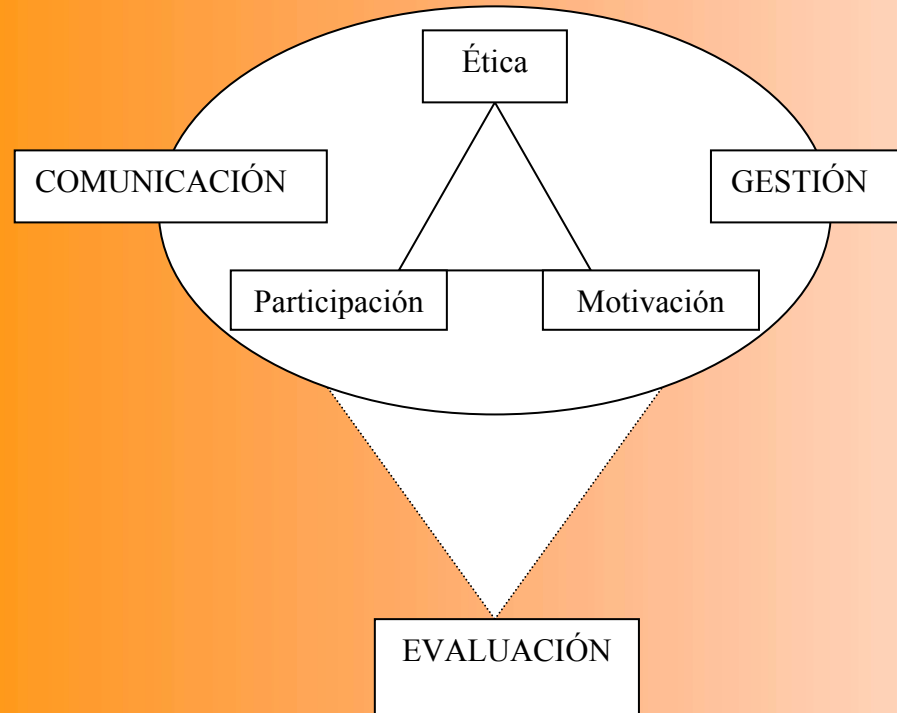 Ética
COMUNICACIÓN
GESTIÓN
Participación
Motivación
EVALUACIÓN